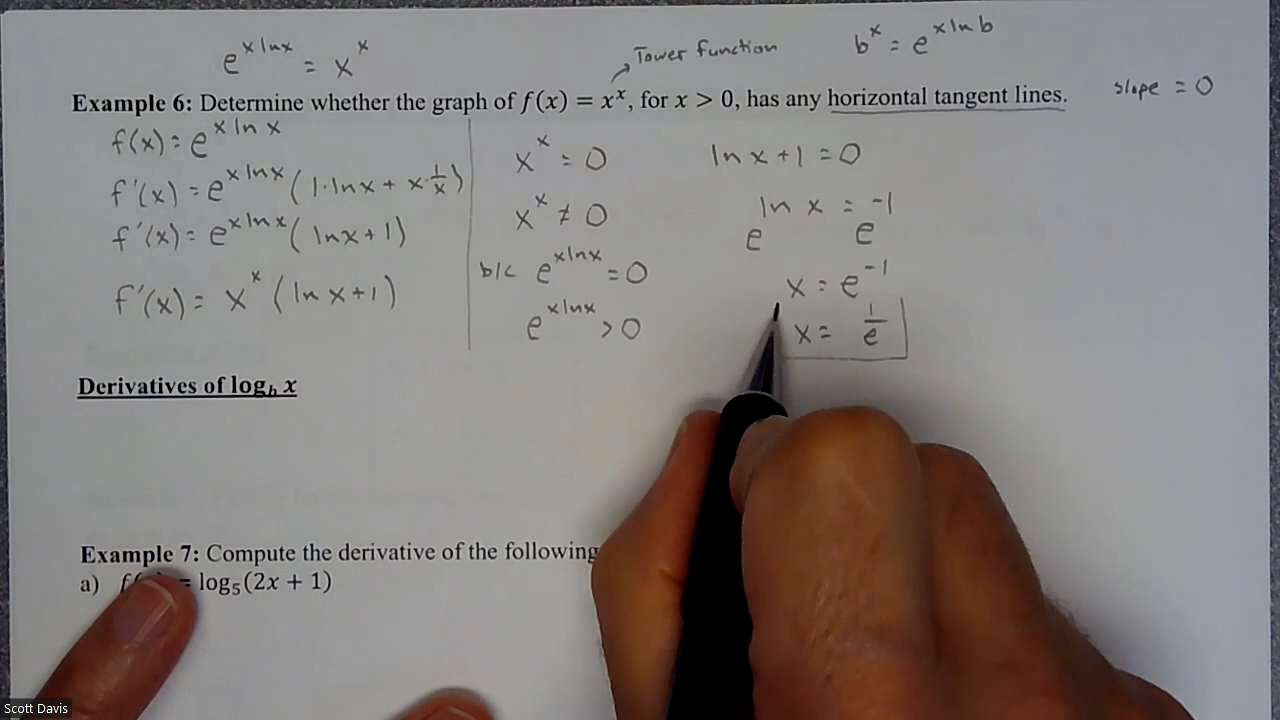 e^{x ln x} = x^x
Tower function
b^x = e^{x ln b}
Example 6: Determine whether the graph of f(x) = x^x, for x > 0, has any horizontal tangent lines.
slope = 0
f(x) = e^{x ln x}
f'(x) = e^{x ln x}(1·ln x + x·1/x)
f'(x) = e^{x ln x}(ln x + 1)
f'(x) = x^x (ln x + 1)
x^x = 0
x^x ≠ 0
b/c e^{x ln x} = 0
e^{x ln x} > 0
ln x + 1 = 0
e^{ln x} = e^{-1}
x = e^{-1}
x = 1/e
Derivatives of log_b x
Example 7: Compute the derivative of the following
a) = log_5(2x + 1)
Scott Davis